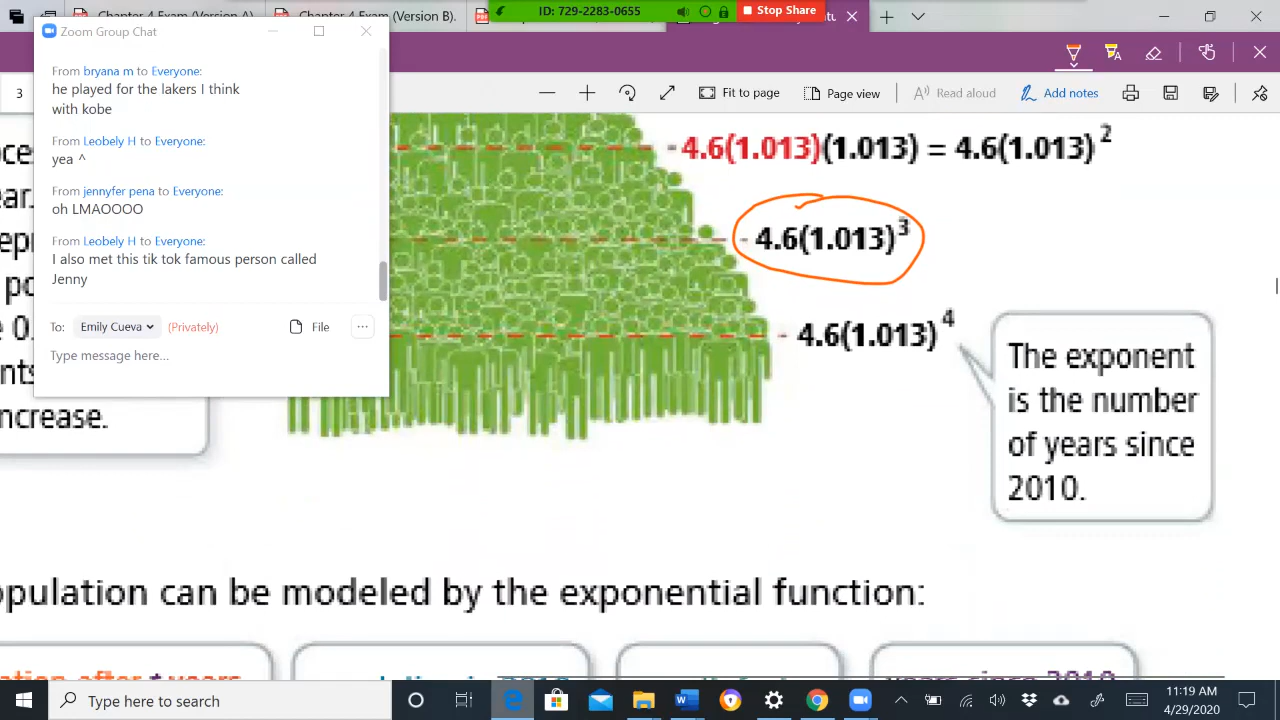 Chapter 4 Exam (Version B)
ID: 729-2283-0655
Stop Share
Zoom Group Chat
From bryana m to Everyone:
he played for the lakers I think
with kobe
From Leobely H to Everyone:
yea ^
From jennyfer pena to Everyone:
oh LMAOOOO
From Leobely H to Everyone:
I also met this tik tok famous person called
Jenny
To: Emily Cueva (Privately) File ...
Type message here...
3
Fit to page
Page view
Read aloud
Add notes
4.6(1.013)(1.013) = 4.6(1.013)²
4.6(1.013)³
4.6(1.013)⁴
The exponent
is the number
of years since
2010.
increase.
population can be modeled by the exponential function:
years since 2010
Type here to search
11:19 AM
4/29/2020